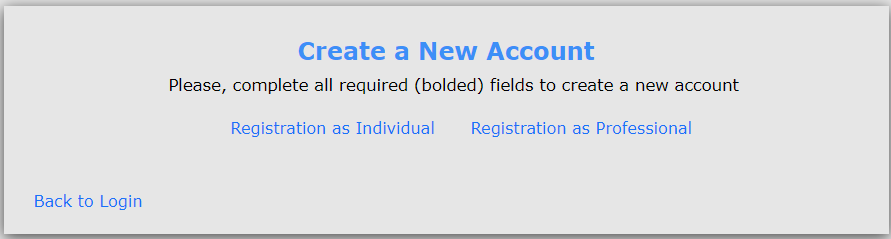 Create a New Account
Please, complete all required (bolded) fields to create a new account
Registration as Individual Registration as Professional
Back to Login